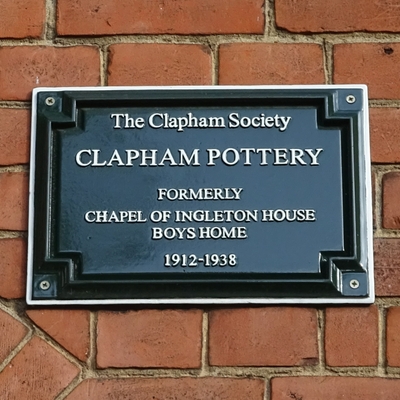 The Clapham Society
CLAPHAM POTTERY
FORMERLY
CHAPEL OF INGLETON HOUSE
BOYS HOME
1912-1938